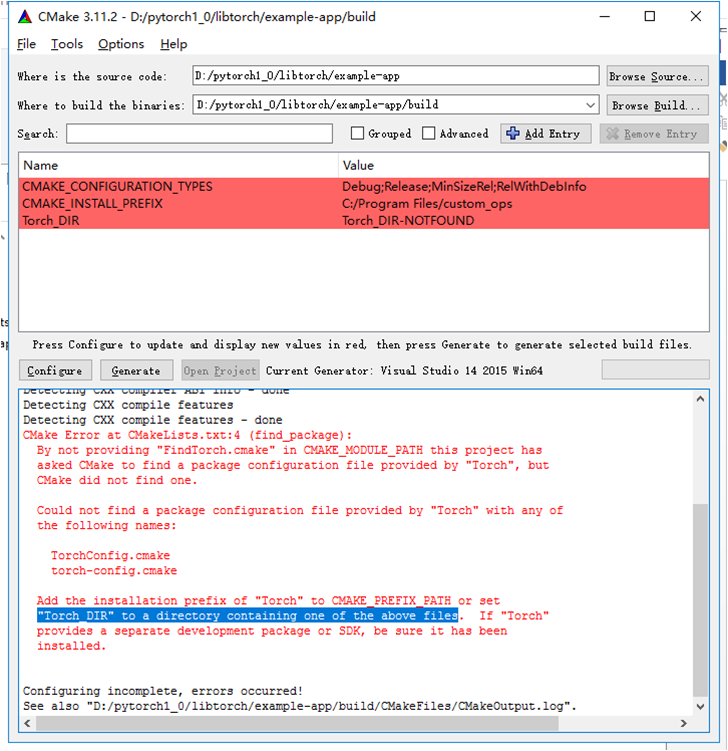 CMake 3.11.2 - D:/pytorch1_0/libtorch/example-app/build
File Tools Options Help
Where is the source code: D:/pytorch1_0/libtorch/example-app Browse Source...
Where to build the binaries: D:/pytorch1_0/libtorch/example-app/build Browse Build...
Search: Grouped Advanced Add Entry Remove Entry
Name Value
CMAKE_CONFIGURATION_TYPES Debug;Release;MinSizeRel;RelWithDebInfo
CMAKE_INSTALL_PREFIX C:/Program Files/custom_ops
Torch_DIR Torch_DIR-NOTFOUND
Press Configure to update and display new values in red, then press Generate to generate selected build files.
Configure Generate Open Project Current Generator: Visual Studio 14 2015 Win64
Detecting CXX compiler ABI info - done
Detecting CXX compile features
Detecting CXX compile features - done
CMake Error at CMakeLists.txt:4 (find_package):
By not providing "FindTorch.cmake" in CMAKE_MODULE_PATH this project has
asked CMake to find a package configuration file provided by "Torch", but
CMake did not find one.
Could not find a package configuration file provided by "Torch" with any of
the following names:
TorchConfig.cmake
torch-config.cmake
Add the installation prefix of "Torch" to CMAKE_PREFIX_PATH or set
"Torch_DIR" to a directory containing one of the above files. If "Torch"
provides a separate development package or SDK, be sure it has been
installed.
Configuring incomplete, errors occurred!
See also "D:/pytorch1_0/libtorch/example-app/build/CMakeFiles/CMakeOutput.log".